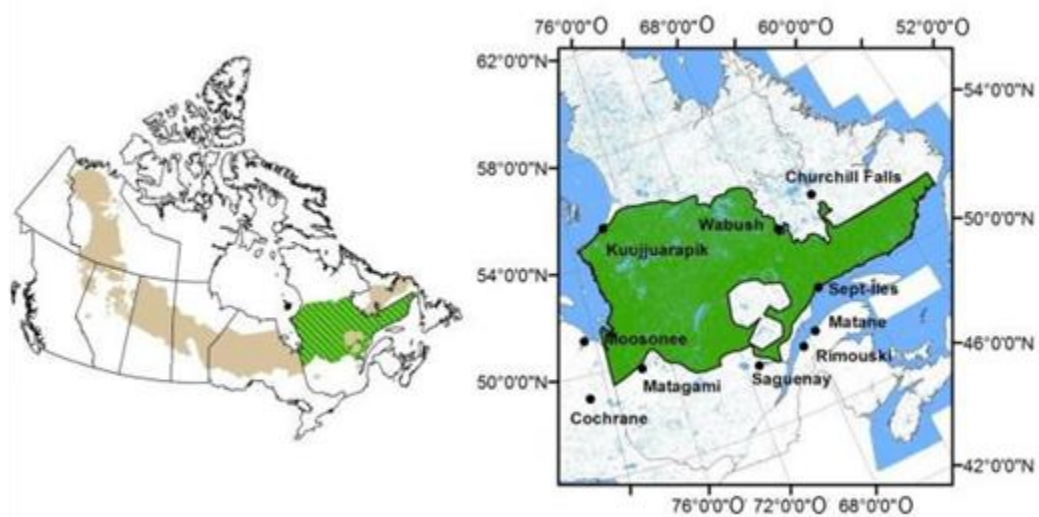 76°0'0"O 68°0'0"O 60°0'0"O 52°0'0"O
62°0'0"N
54°0'0"N
58°0'0"N
Churchill Falls
50°0'0"N
Wabush
Kuujjuarapik
54°0'0"N
Sept-Iles
Matane
Moosonee
46°0'0"N
Rimouski
50°0'0"N
Matagami
Saguenay
Cochrane
42°0'0"N
76°0'0"O 72°0'0"O 68°0'0"O